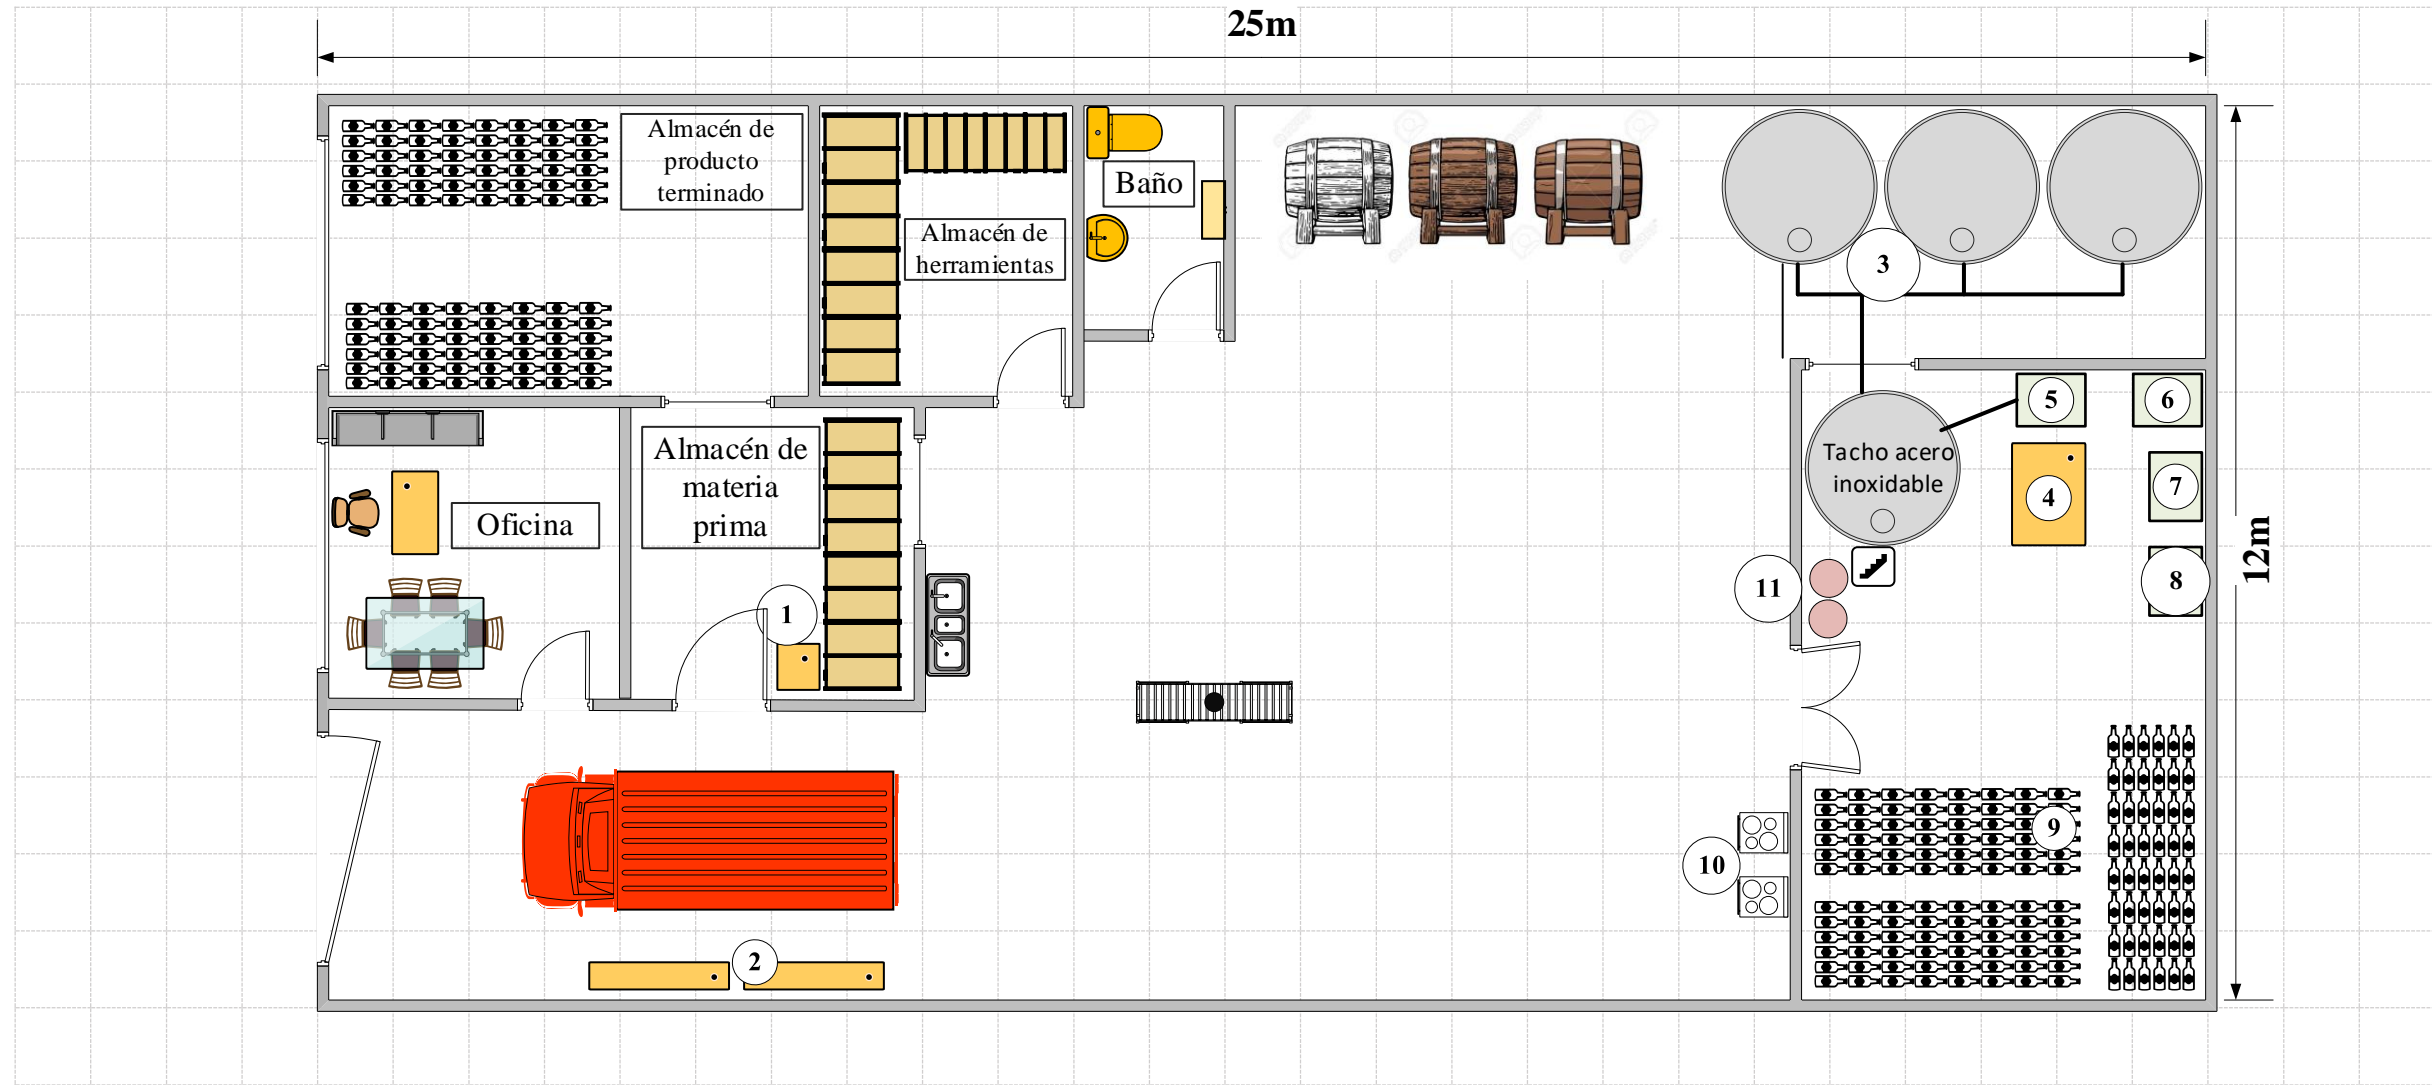 25m
Almacén de
producto
terminado
Almacén de
herramientas
Baño
3
Almacén de
materia
prima
Oficina
1
2
Tacho acero
inoxidable
5
6
4
7
8
11
12m
9
10